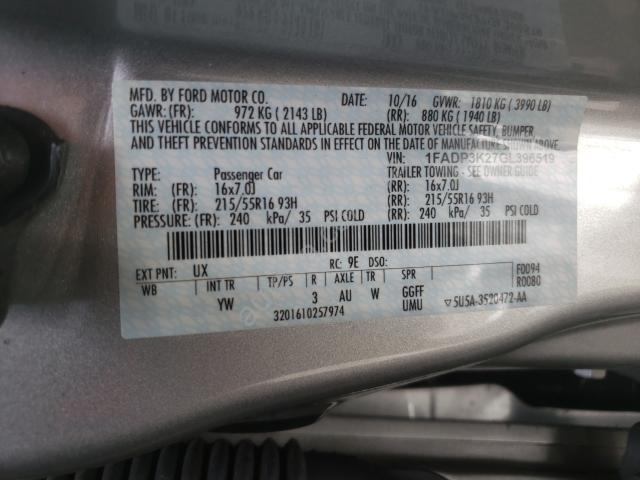 MFD. BY FORD MOTOR CO. DATE: 10/16 GVWR: 1810 KG ( 3990 LB)
GAWR: (FR): 972 KG ( 2143 LB) (RR): 880 KG ( 1940 LB)
THIS VEHICLE CONFORMS TO ALL APPLICABLE FEDERAL MOTOR VEHICLE SAFETY, BUMPER,
AND THEFT PREVENTION STANDARDS IN EFFECT ON THE DATE OF MANUFACTURE SHOWN ABOVE.
VIN: 1FADP3K27GL396519
TYPE: Passenger Car TRAILER TOWING - SEE OWNER GUIDE
RIM: (FR): 16x7.0J (RR): 16x7.0J
TIRE: (FR): 215/55R16 93H (RR): 215/55R16 93H
PRESSURE: (FR): 240 kPa/ 35 PSI COLD (RR): 240 kPa/ 35 PSI COLD
EXT PNT: UX RC: 9E DSO: F0094
WB INT TR TP/PS R AXLE TR SPR R0080
YW 3 AU W GGFF
3201610257974 UMU 5U5A-3520472-AA